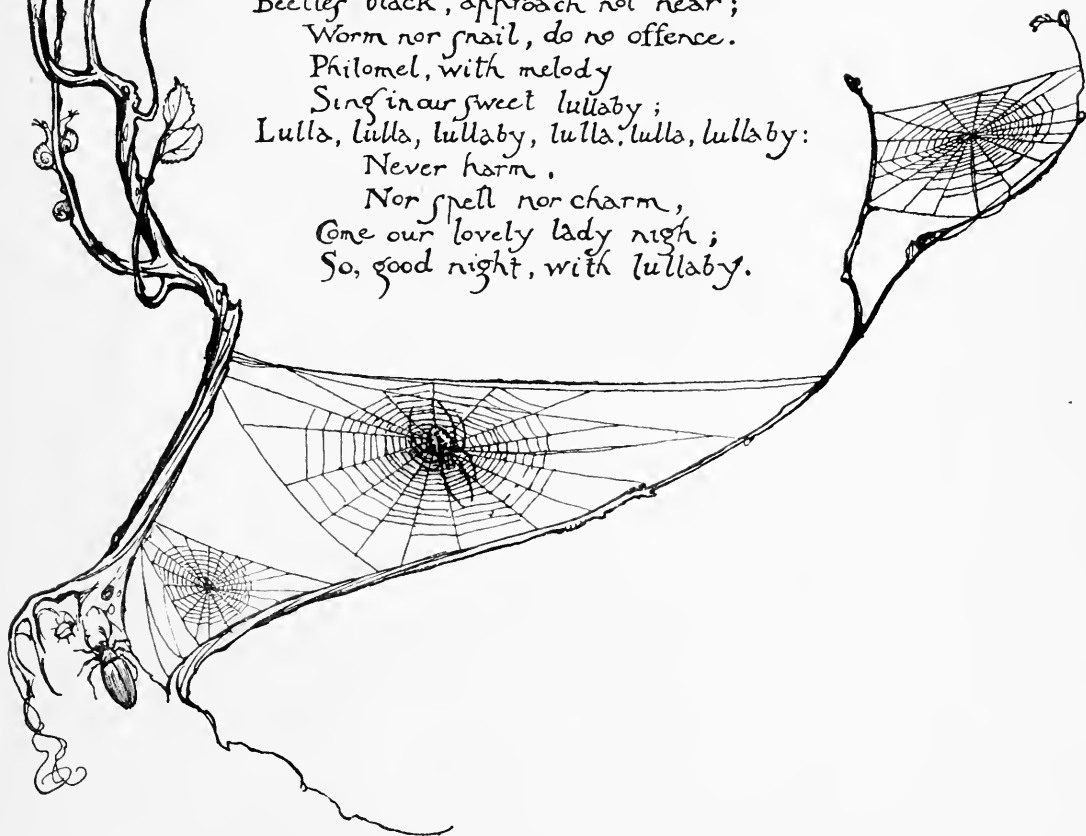 Beetles black, approach not near;
Worm nor snail, do no offence.
Philomel, with melody
Sing in our sweet lullaby;
Lulla, lulla, lullaby, lulla, lulla, lullaby:
Never harm,
Nor spell nor charm,
Come our lovely lady nigh;
So, good night, with lullaby.